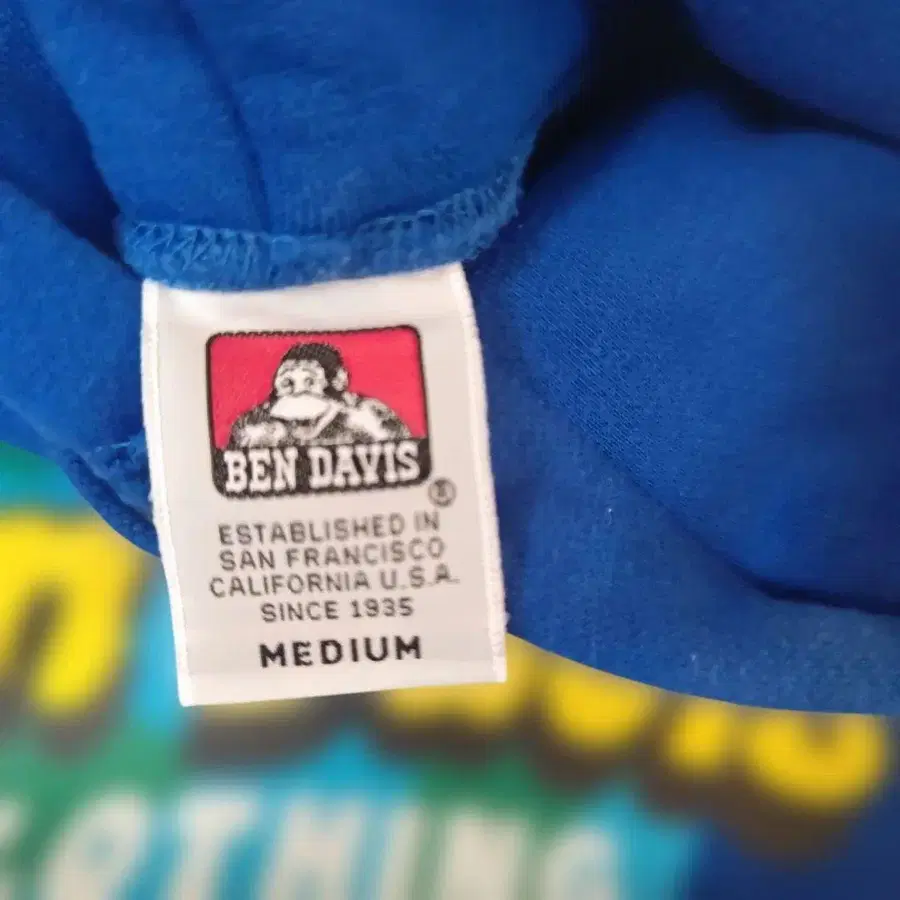 BEN DAVIS
®
ESTABLISHED IN
SAN FRANCISCO
CALIFORNIA U.S.A.
SINCE 1935
MEDIUM